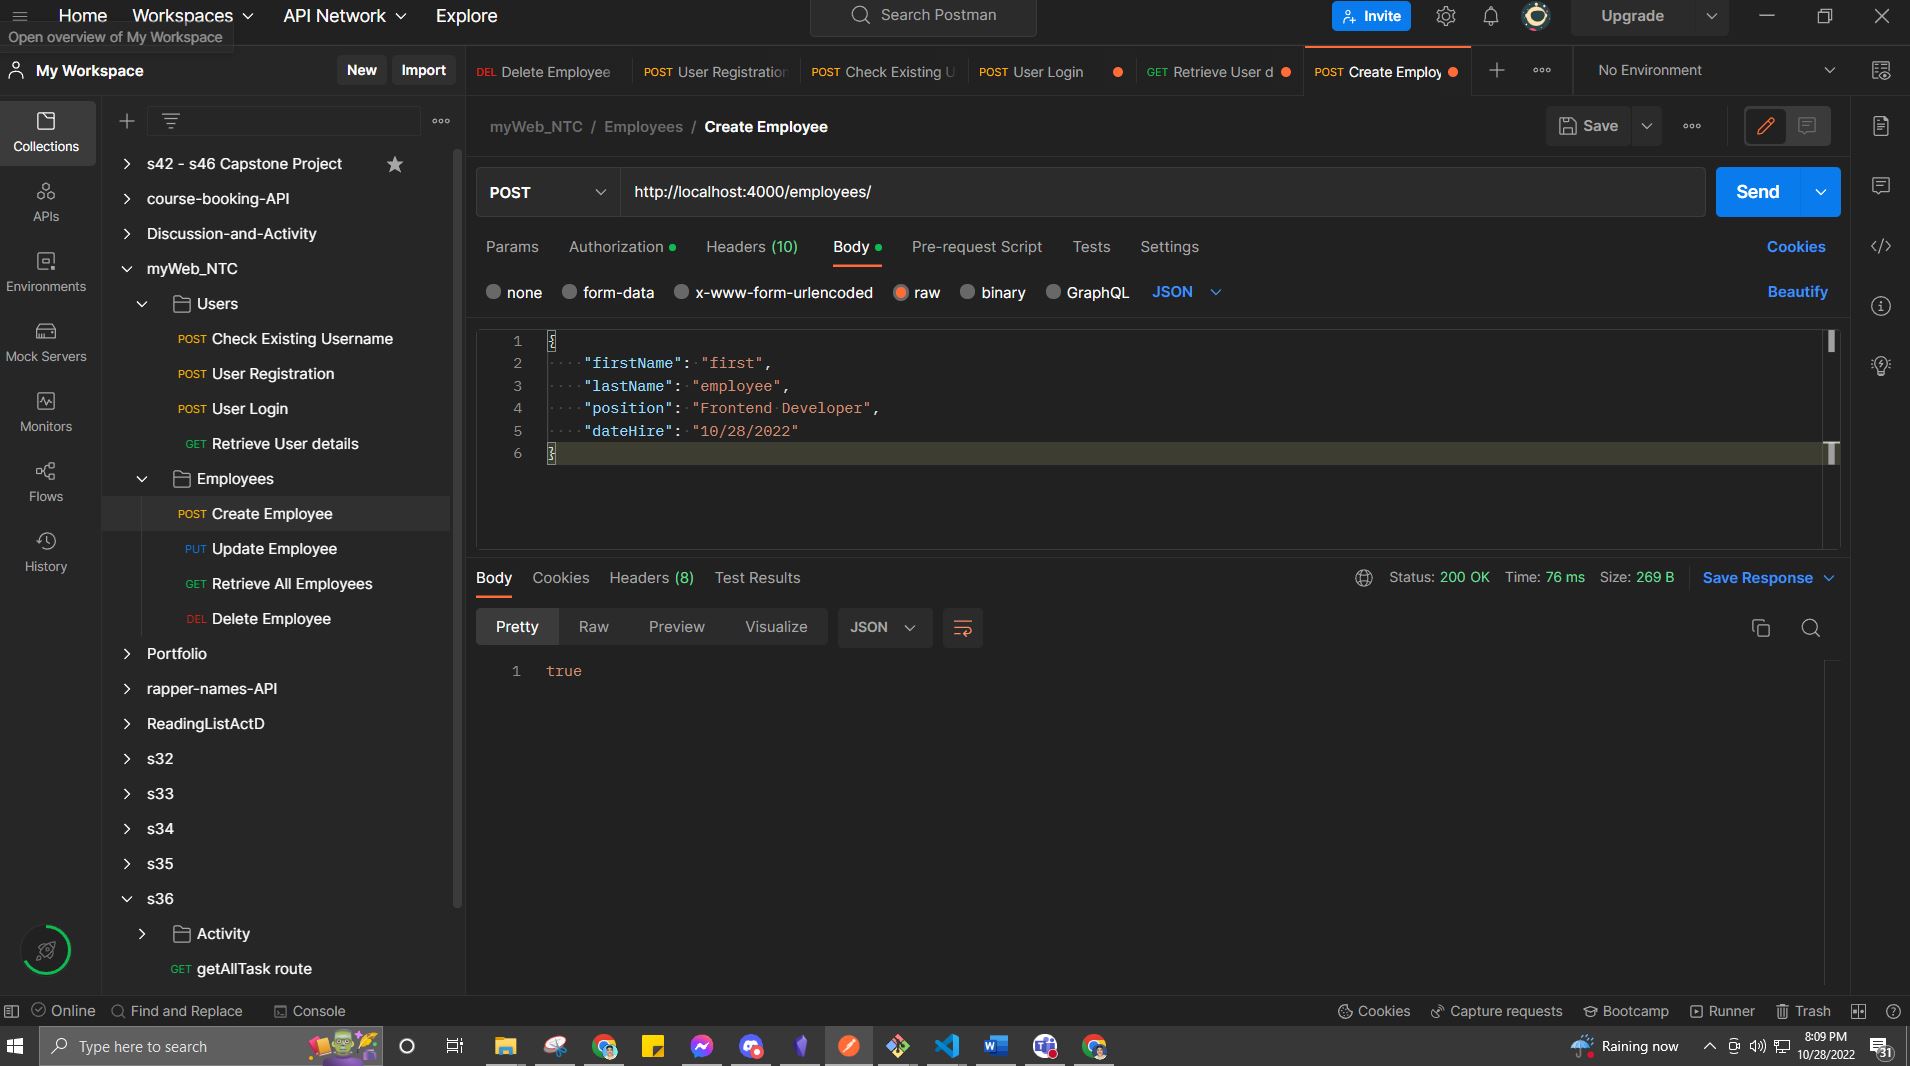 Home Workspaces API Network Explore Search Postman Invite Upgrade
Open overview of My Workspace
My Workspace New Import
DEL Delete Employee POST User Registration POST Check Existing U POST User Login GET Retrieve User d POST Create Employ No Environment
Collections
APIs
Environments
Mock Servers
Monitors
Flows
History
s42 - s46 Capstone Project
course-booking-API
Discussion-and-Activity
myWeb_NTC
Users
POST Check Existing Username
POST User Registration
POST User Login
GET Retrieve User details
Employees
POST Create Employee
PUT Update Employee
GET Retrieve All Employees
DEL Delete Employee
Portfolio
rapper-names-API
ReadingListActD
s32
s33
s34
s35
s36
Activity
GET getAllTask route
myWeb_NTC / Employees / Create Employee Save
POST http://localhost:4000/employees/ Send
Params Authorization Headers (10) Body Pre-request Script Tests Settings Cookies
none form-data x-www-form-urlencoded raw binary GraphQL JSON Beautify
1 {
2 "firstName": "first",
3 "lastName": "employee",
4 "position": "Frontend Developer",
5 "dateHire": "10/28/2022"
6 }
Body Cookies Headers (8) Test Results Status: 200 OK Time: 76 ms Size: 269 B Save Response
Pretty Raw Preview Visualize JSON
1 true
Online Find and Replace Console Cookies Capture requests Bootcamp Runner Trash
Type here to search Raining now 8:09 PM
10/28/2022 31